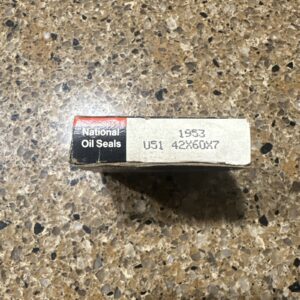 National
Oil Seals
1953
U51 42X60X7